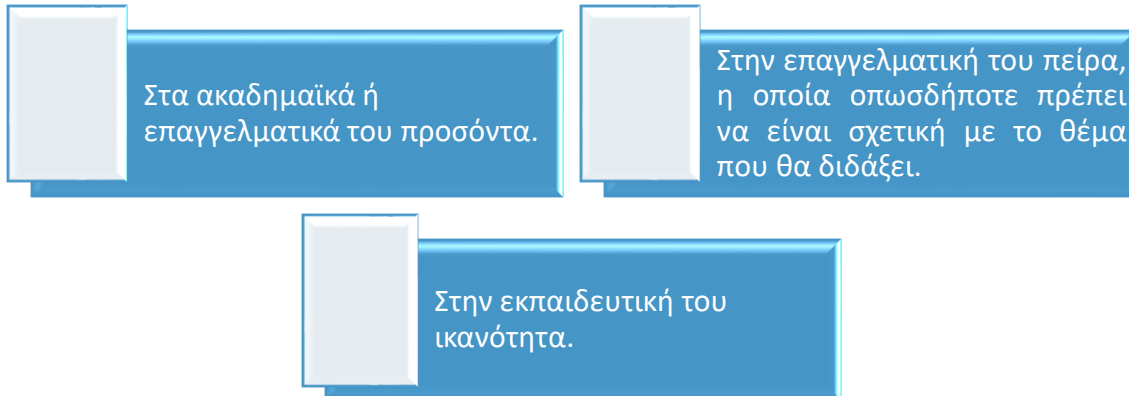 Στα ακαδημαϊκά ή
επαγγελματικά του προσόντα.
Στην επαγγελματική του πείρα,
η οποία οπωσδήποτε πρέπει
να είναι σχετική με το θέμα
που θα διδάξει.
Στην εκπαιδευτική του
ικανότητα.